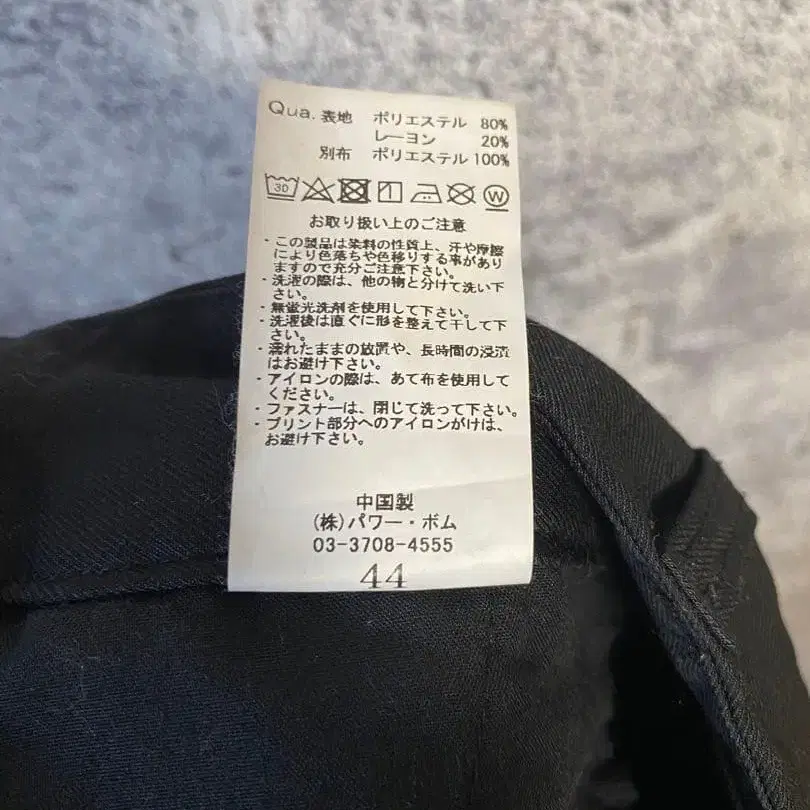 Qua. 表地 ポリエステル 80%
レーヨン 20%
別布 ポリエステル 100%
30 W
お取り扱い上のご注意
・この製品は染料の性質上、汗や摩擦
により色落ちや色移りする事があり
ますので充分ご注意下さい。
・洗濯の際は、他の物と分けて洗い下
さい。
・無蛍光洗剤を使用して下さい。
・洗濯後は直ぐに形を整えて干して下
さい。
・濡れたままの放置や、長時間の浸漬
はお避け下さい。
・アイロンの際は、あて布を使用して
ください。
・ファスナーは、閉じて洗って下さい。
・プリント部分へのアイロンがけは、
お避け下さい。
中国製
(株)パワー・ボム
03-3708-4555
44